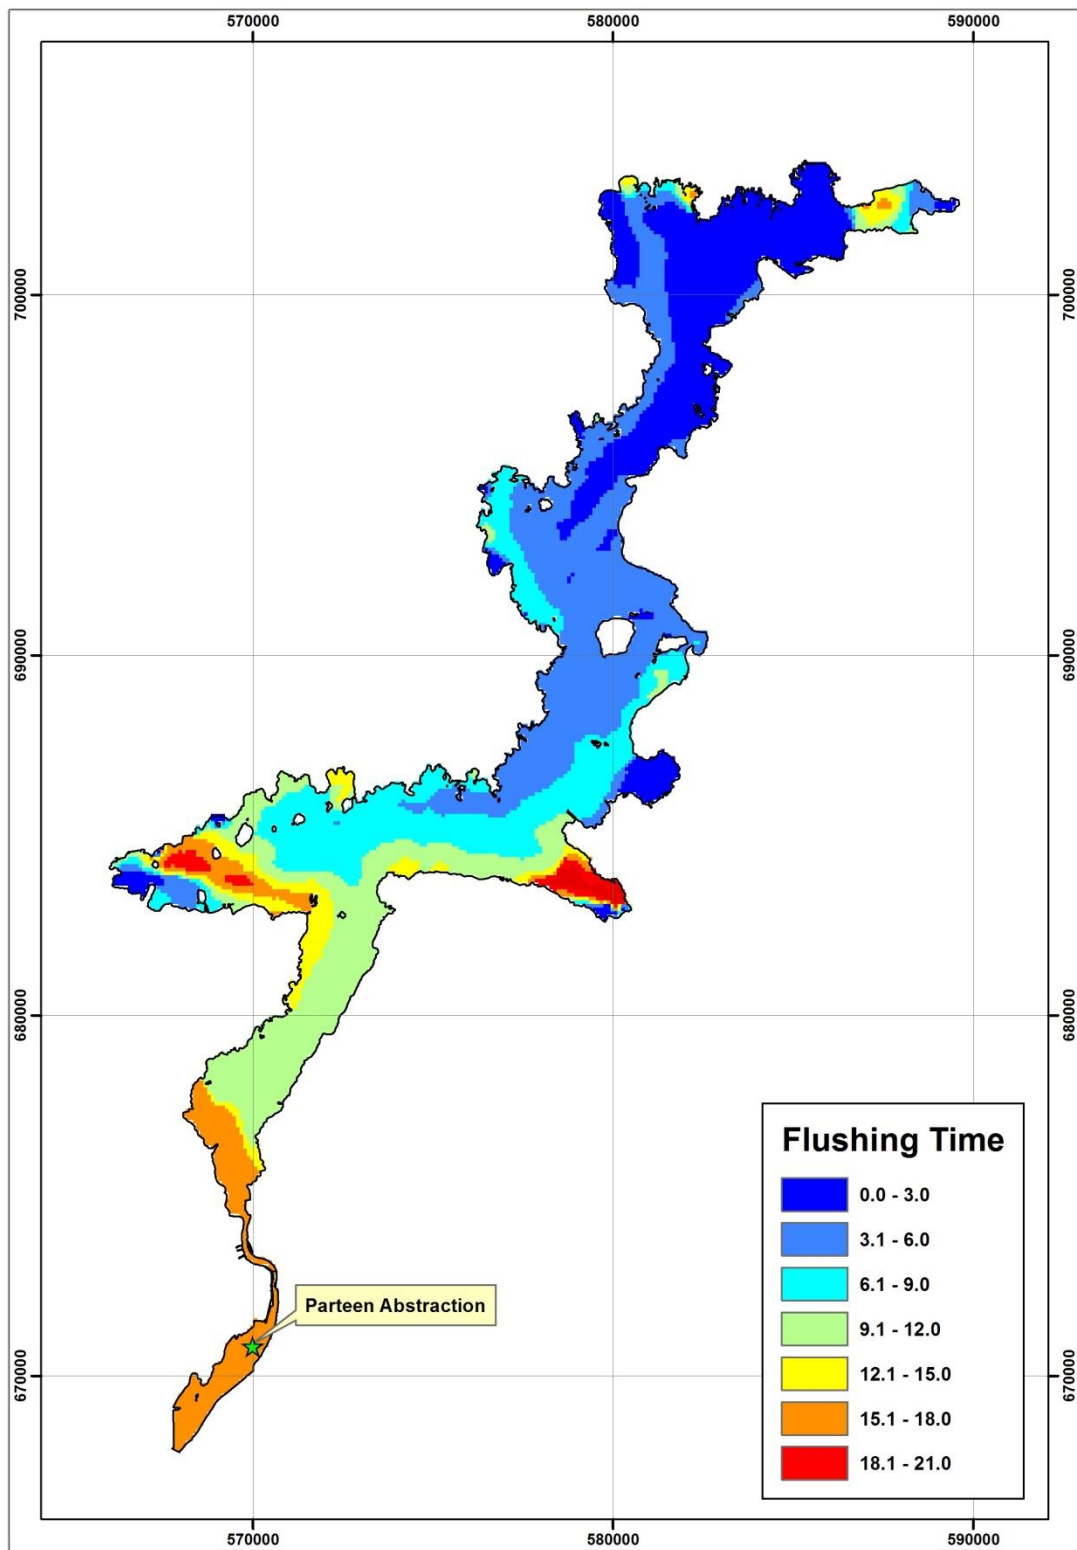 570000 580000 590000
700000 700000
690000 690000
680000 680000
670000 670000
Parteen Abstraction
Flushing Time
0.0 - 3.0
3.1 - 6.0
6.1 - 9.0
9.1 - 12.0
12.1 - 15.0
15.1 - 18.0
18.1 - 21.0
570000 580000 590000